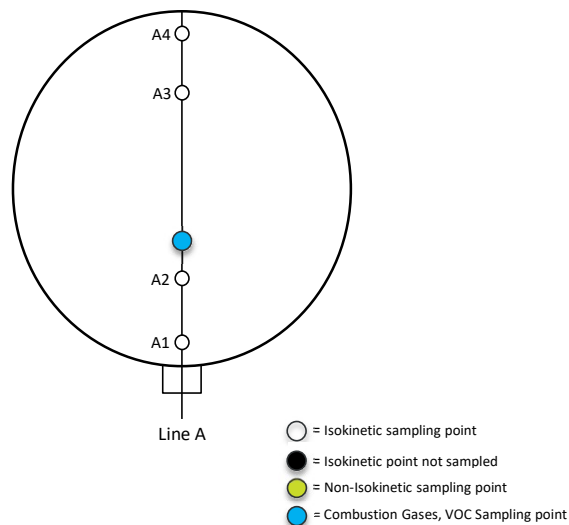 A4
A3
A2
A1
Line A
= Isokinetic sampling point
= Isokinetic point not sampled
= Non-Isokinetic sampling point
= Combustion Gases, VOC Sampling point